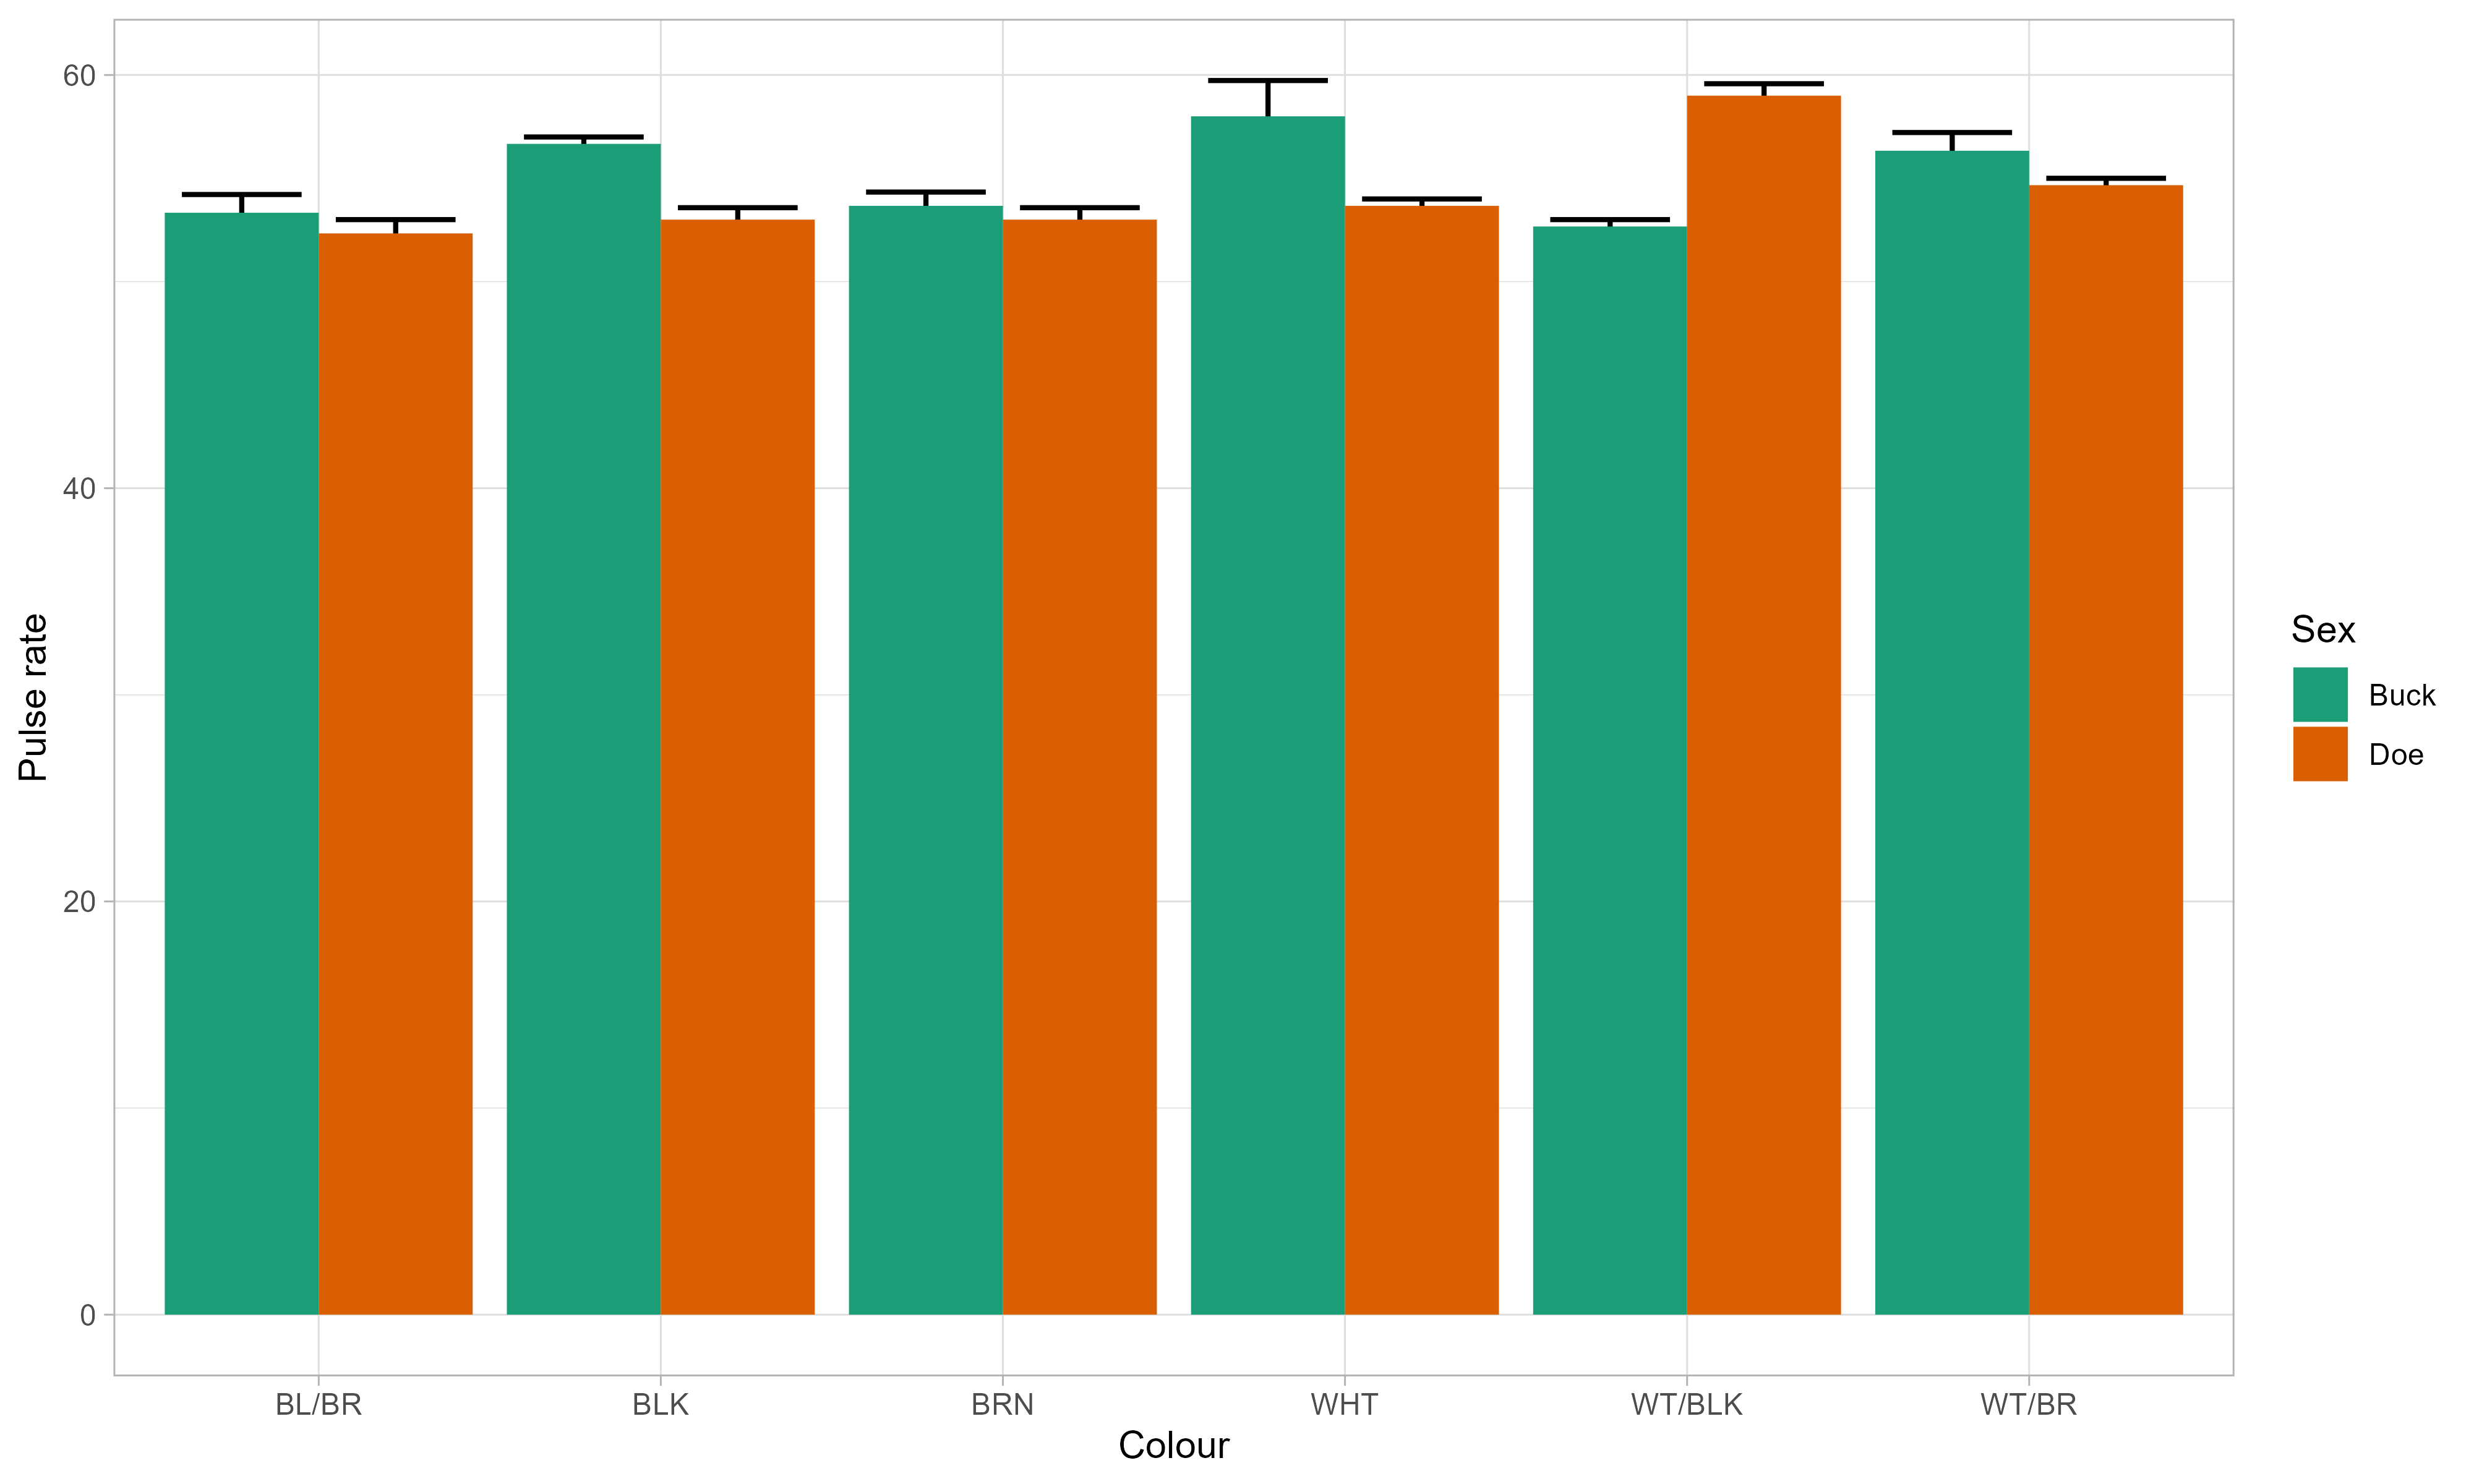 60
40
20
0
Pulse rate
BL/BR
BLK
BRN
WHT
WT/BLK
WT/BR
Colour
Sex
Buck
Doe